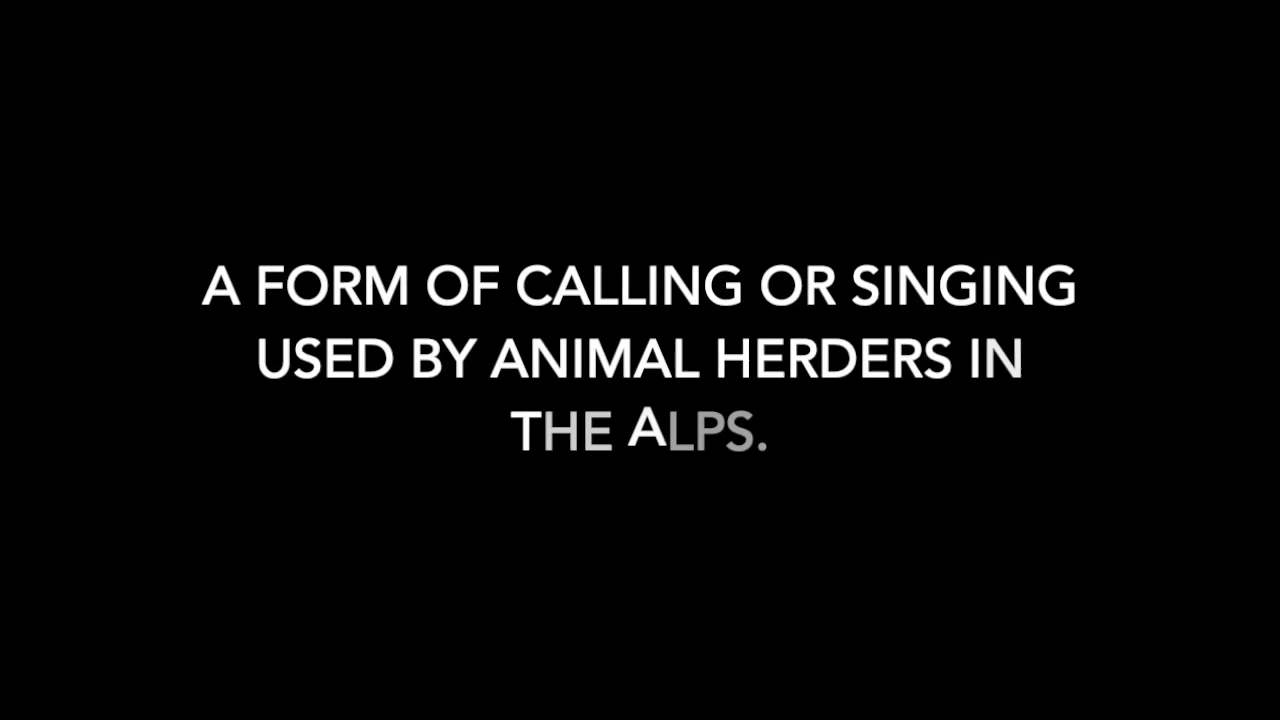 A FORM OF CALLING OR SINGING
USED BY ANIMAL HERDERS IN
THE ALPS.